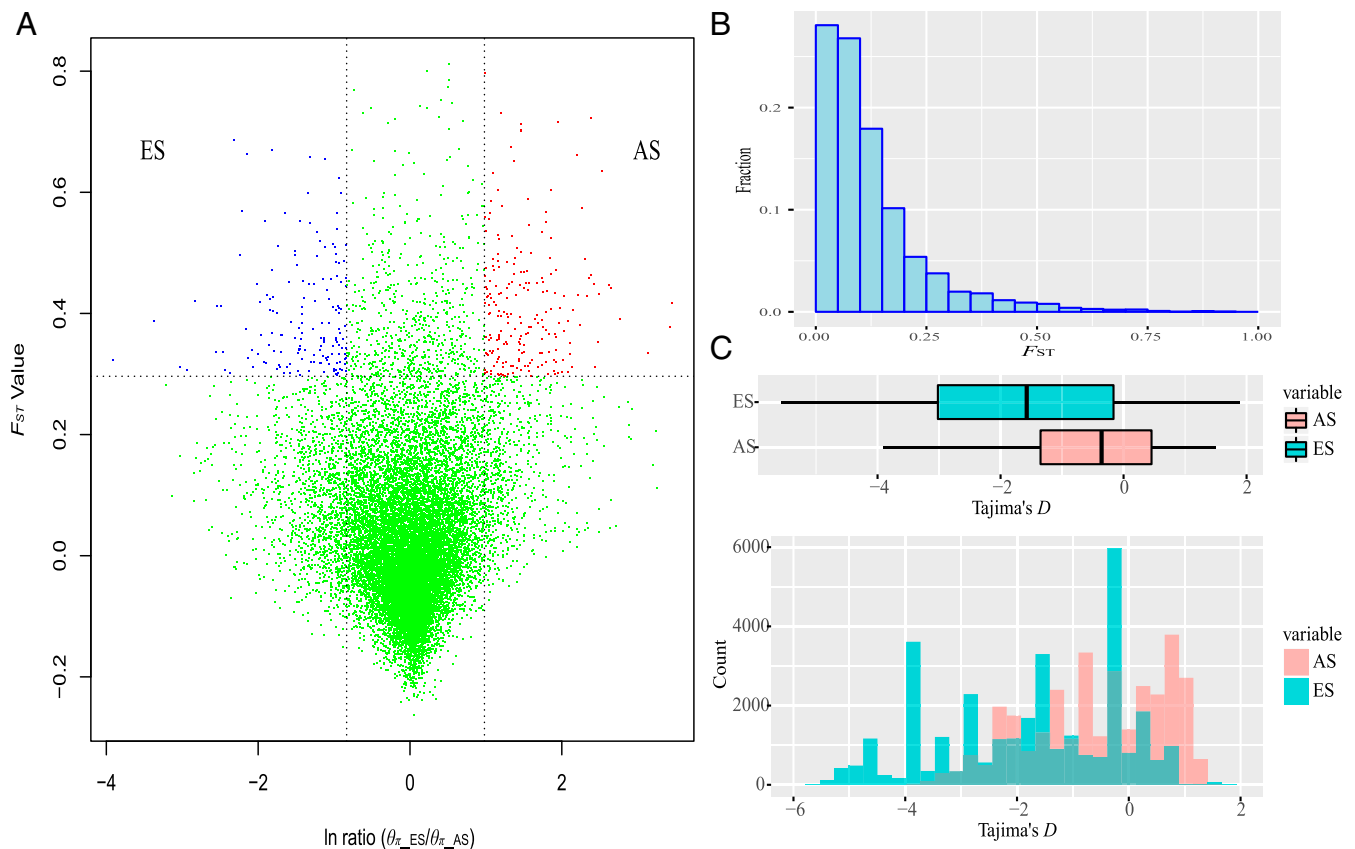 A
0.8
0.6
0.4
0.2
0.0
−0.2
F_ST Value
ES
AS
−4
−2
0
2
ln ratio (θπ_ES/θπ_AS)
B
0.2
0.1
0.0
Fraction
0.00
0.25
0.50
0.75
1.00
FST
C
ES
AS
−4
−2
0
2
Tajima's D
variable
AS
ES
6000
4000
2000
0
Count
−6
−4
−2
0
2
Tajima's D
variable
AS
ES